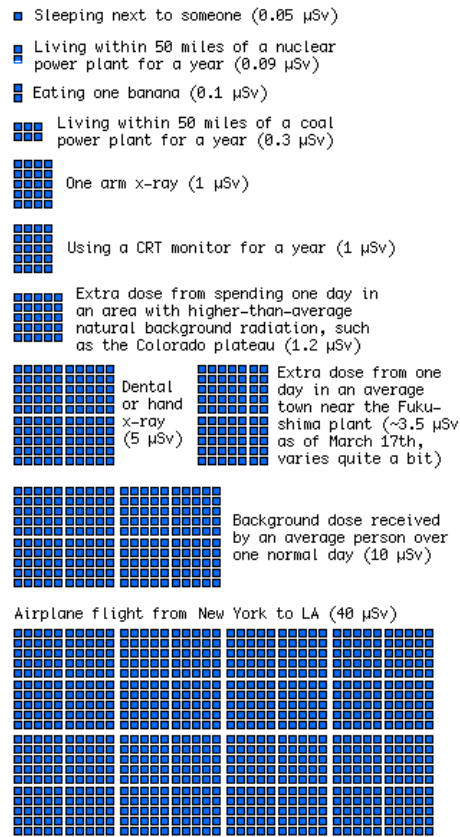 Sleeping next to someone (0.05 μSv)
Living within 50 miles of a nuclear
power plant for a year (0.09 μSv)
Eating one banana (0.1 μSv)
Living within 50 miles of a coal
power plant for a year (0.3 μSv)
One arm x-ray (1 μSv)
Using a CRT monitor for a year (1 μSv)
Extra dose from spending one day in
an area with higher-than-average
natural background radiation, such
as the Colorado plateau (1.2 μSv)
Dental
or hand
x-ray
(5 μSv)
Extra dose from one
day in an average
town near the Fuku-
shima plant (~3.5 μSv
as of March 17th,
varies quite a bit)
Background dose received
by an average person over
one normal day (10 μSv)
Airplane flight from New York to LA (40 μSv)